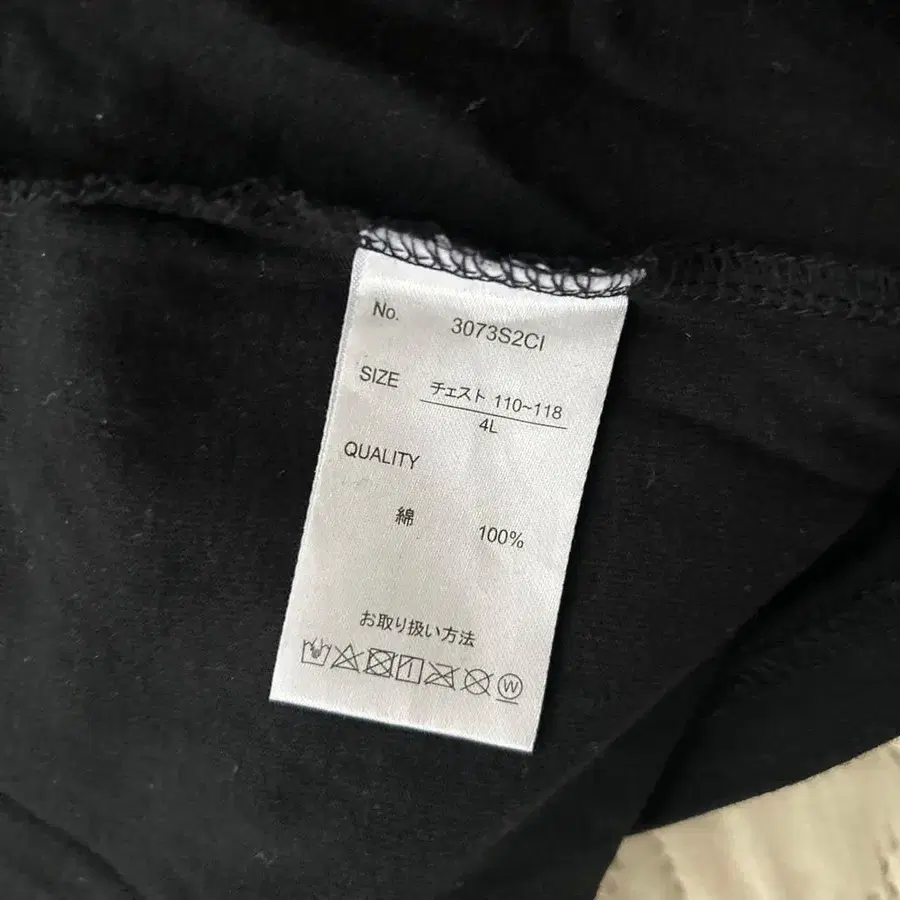 No. 3073S2CI
SIZE チェスト 110~118
4L
QUALITY
綿 100%
お取り扱い方法
W